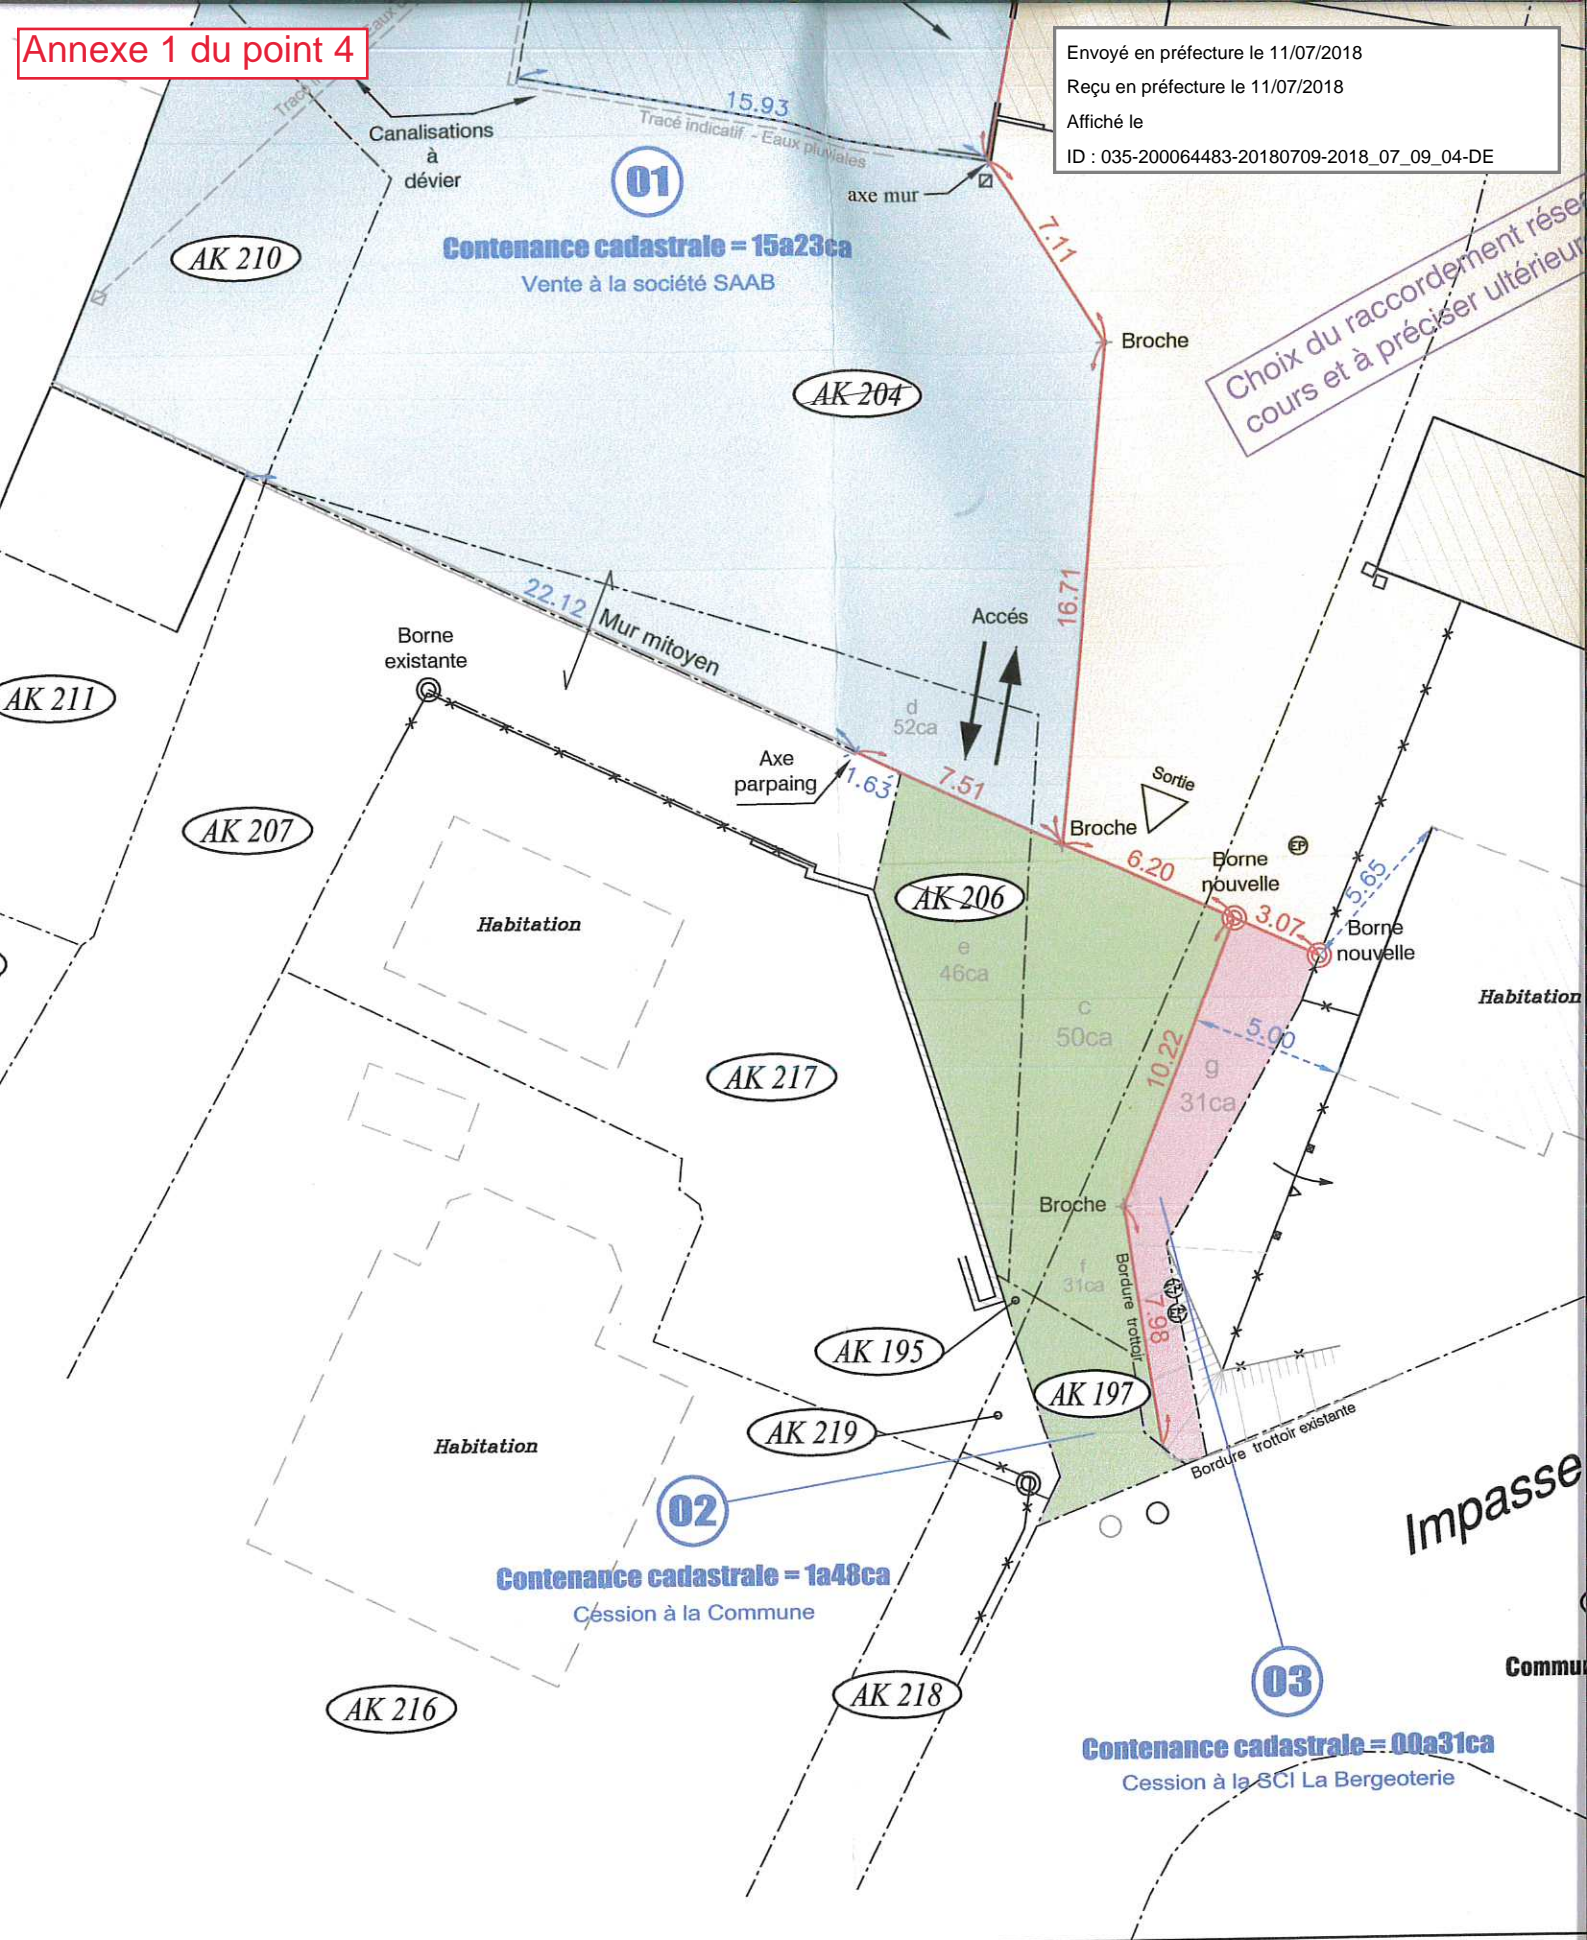 Annexe 1 du point 4
Envoyé en préfecture le 11/07/2018
Reçu en préfecture le 11/07/2018
Affiché le
ID : 035-200064483-20180709-2018_07_09_04-DE
Canalisations
à
dévier
15.93
Tracé indicatif - Eaux pluviales
01
axe mur
Contenance cadastrale = 15a23ca
Vente à la société SAAB
AK 210
7.11
Choix du raccordement
cours et à préciser
Broche
AK 204
22.12
Mur mitoyen
16.71
Accés
Borne
existante
AK 211
d
52ca
Axe
parpaing
1.63
7.51
Sortie
AK 207
Broche
6.20
Borne
nouvelle
EP
5.65
AK 206
3.07
Borne
nouvelle
Habitation
e
46ca
Habitation
c
50ca
5.00
10.22
g
31ca
AK 217
Broche
f
31ca
Bordure trottoir
7.98
AK 195
AK 197
AK 219
Bordure trottoir existante
Habitation
02
Impasse
Contenance cadastrale = 1a48ca
Cession à la Commune
03
AK 218
AK 216
Contenance cadastrale = 00a31ca
Cession à la SCI La Bergeoterie